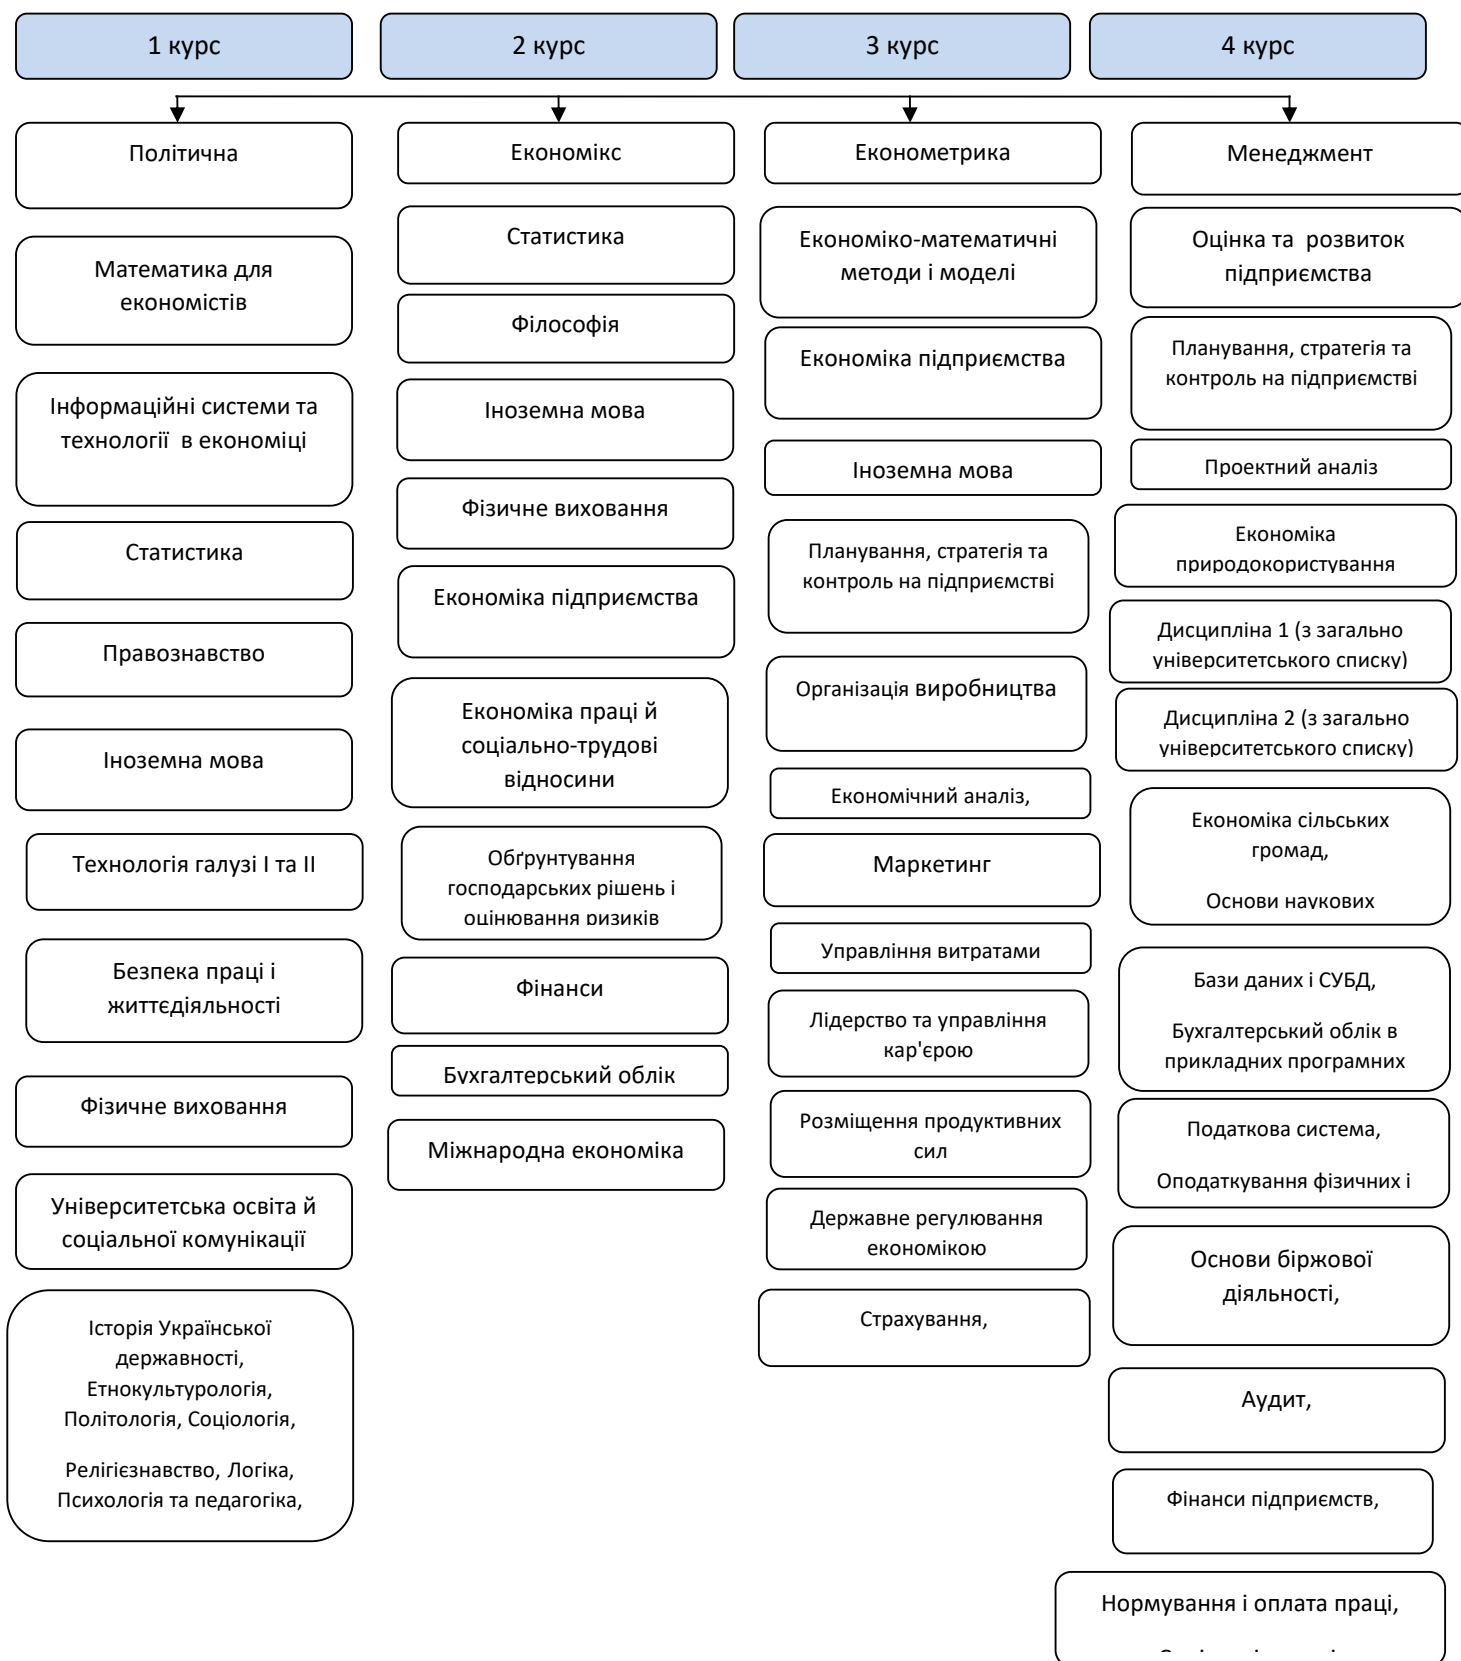 1 курс
2 курс
3 курс
4 курс
Політична
Математика для
економістів
Інформаційні системи та
технології в економіці
Статистика
Правознавство
Іноземна мова
Технологія галузі І та ІІ
Безпека праці і
життєдіяльності
Фізичне виховання
Університетська освіта й
соціальної комунікації
Історія Української
державності,
Етнокультурологія,
Політологія, Соціологія,
Релігієзнавство, Логіка,
Психологія та педагогіка,
Економікс
Статистика
Філософія
Іноземна мова
Фізичне виховання
Економіка підприємства
Економіка праці й
соціально-трудові
відносини
Обґрунтування
господарських рішень і
оцінювання ризиків
Фінанси
Бухгалтерський облік
Міжнародна економіка
Економетрика
Економіко-математичні
методи і моделі
Економіка підприємства
Іноземна мова
Планування, стратегія та
контроль на підприємстві
Організація виробництва
Економічний аналіз,
Маркетинг
Управління витратами
Лідерство та управління
кар'єрою
Розміщення продуктивних
сил
Державне регулювання
економікою
Страхування,
Менеджмент
Оцінка та розвиток
підприємства
Планування, стратегія та
контроль на підприємстві
Проектний аналіз
Економіка
природокористування
Дисципліна 1 (з загально
університетського списку)
Дисципліна 2 (з загально
університетського списку)
Економіка сільських
громад,
Основи наукових
Бази даних і СУБД,
Бухгалтерський облік в
прикладних програмних
Податкова система,
Оподаткування фізичних і
Основи біржової
діяльності,
Аудит,
Фінанси підприємств,
Нормування і оплата праці,